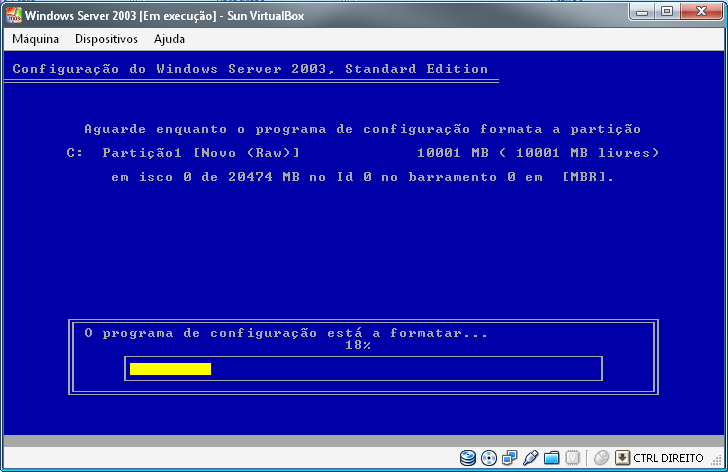 Windows Server 2003 [Em execução] - Sun VirtualBox
Máquina Dispositivos Ajuda
Configuração do Windows Server 2003, Standard Edition
Aguarde enquanto o programa de configuração formata a partição
C: Partição1 [Novo (Raw)] 10001 MB ( 10001 MB livres)
em isco 0 de 20474 MB no Id 0 no barramento 0 em [MBR].
O programa de configuração está a formatar...
18%
CTRL DIREITO